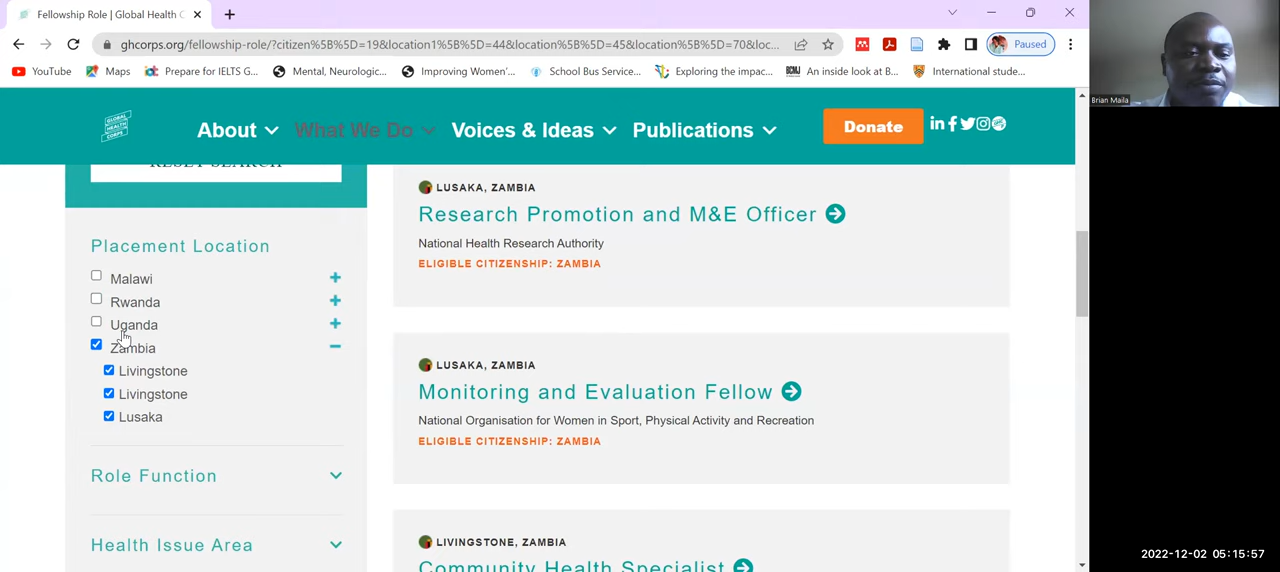 Fellowship Role | Global Health C
ghcorps.org/fellowship-role/?citizen%5B%5D=19&location1%5B%5D=44&location%5B%5D=45&location%5B%5D=70&loc...
Paused
YouTube
Maps
Prepare for IELTS G...
Mental, Neurologic...
Improving Women'...
School Bus Service...
Exploring the impac...
BCMJ
An inside look at B...
International stude...
Brian Maila
GLOBAL
HEALTH
CORPS
About
What We Do
Voices & Ideas
Publications
Donate
RESET SEARCH
Placement Location
Malawi
Rwanda
Uganda
Zambia
Livingstone
Livingstone
Lusaka
Role Function
Health Issue Area
LUSAKA, ZAMBIA
Research Promotion and M&E Officer
National Health Research Authority
ELIGIBLE CITIZENSHIP: ZAMBIA
LUSAKA, ZAMBIA
Monitoring and Evaluation Fellow
National Organisation for Women in Sport, Physical Activity and Recreation
ELIGIBLE CITIZENSHIP: ZAMBIA
LIVINGSTONE, ZAMBIA
Community Health Specialist
2022-12-02 05:15:57